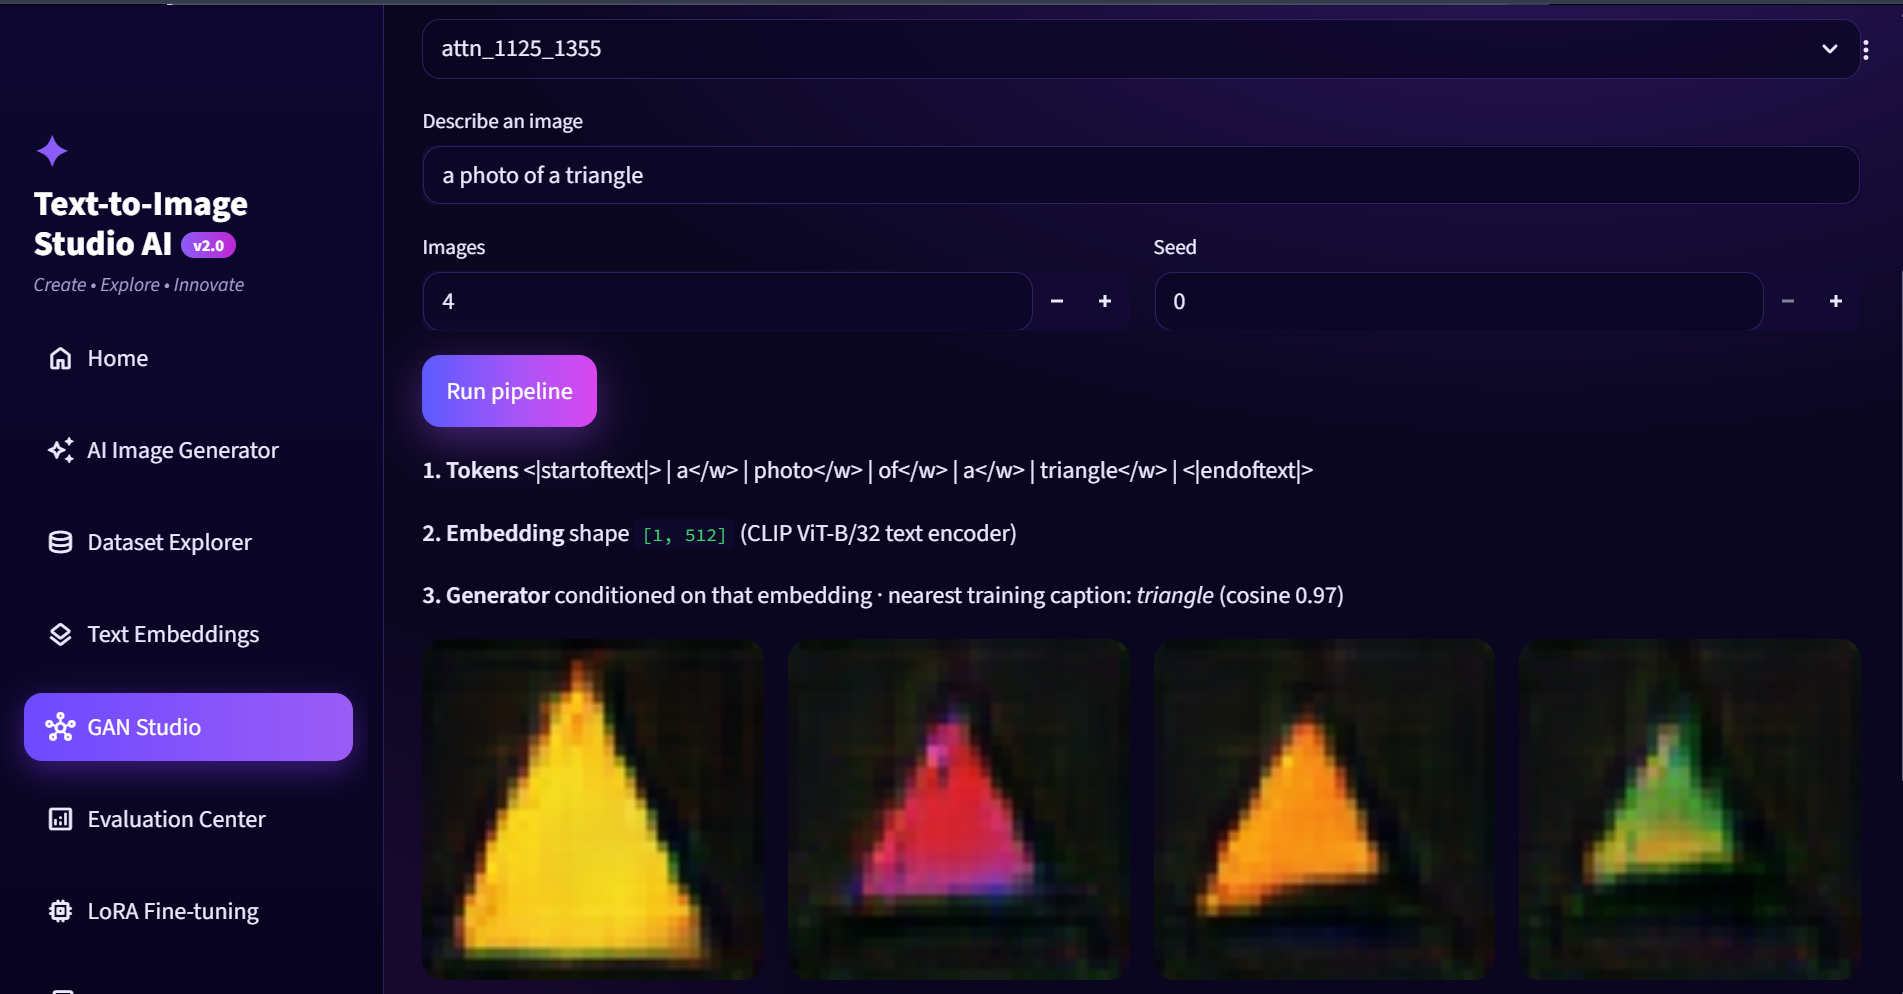 Text-to-Image
Studio AI v2.0
Create • Explore • Innovate
Home
AI Image Generator
Dataset Explorer
Text Embeddings
GAN Studio
Evaluation Center
LoRA Fine-tuning
attn_1125_1355
Describe an image
a photo of a triangle
Images
Seed
4
0
Run pipeline
1. Tokens <|startoftext|> | a</w> | photo</w> | of</w> | a</w> | triangle</w> | <|endoftext|>
2. Embedding shape [1, 512] (CLIP ViT-B/32 text encoder)
3. Generator conditioned on that embedding · nearest training caption: triangle (cosine 0.97)